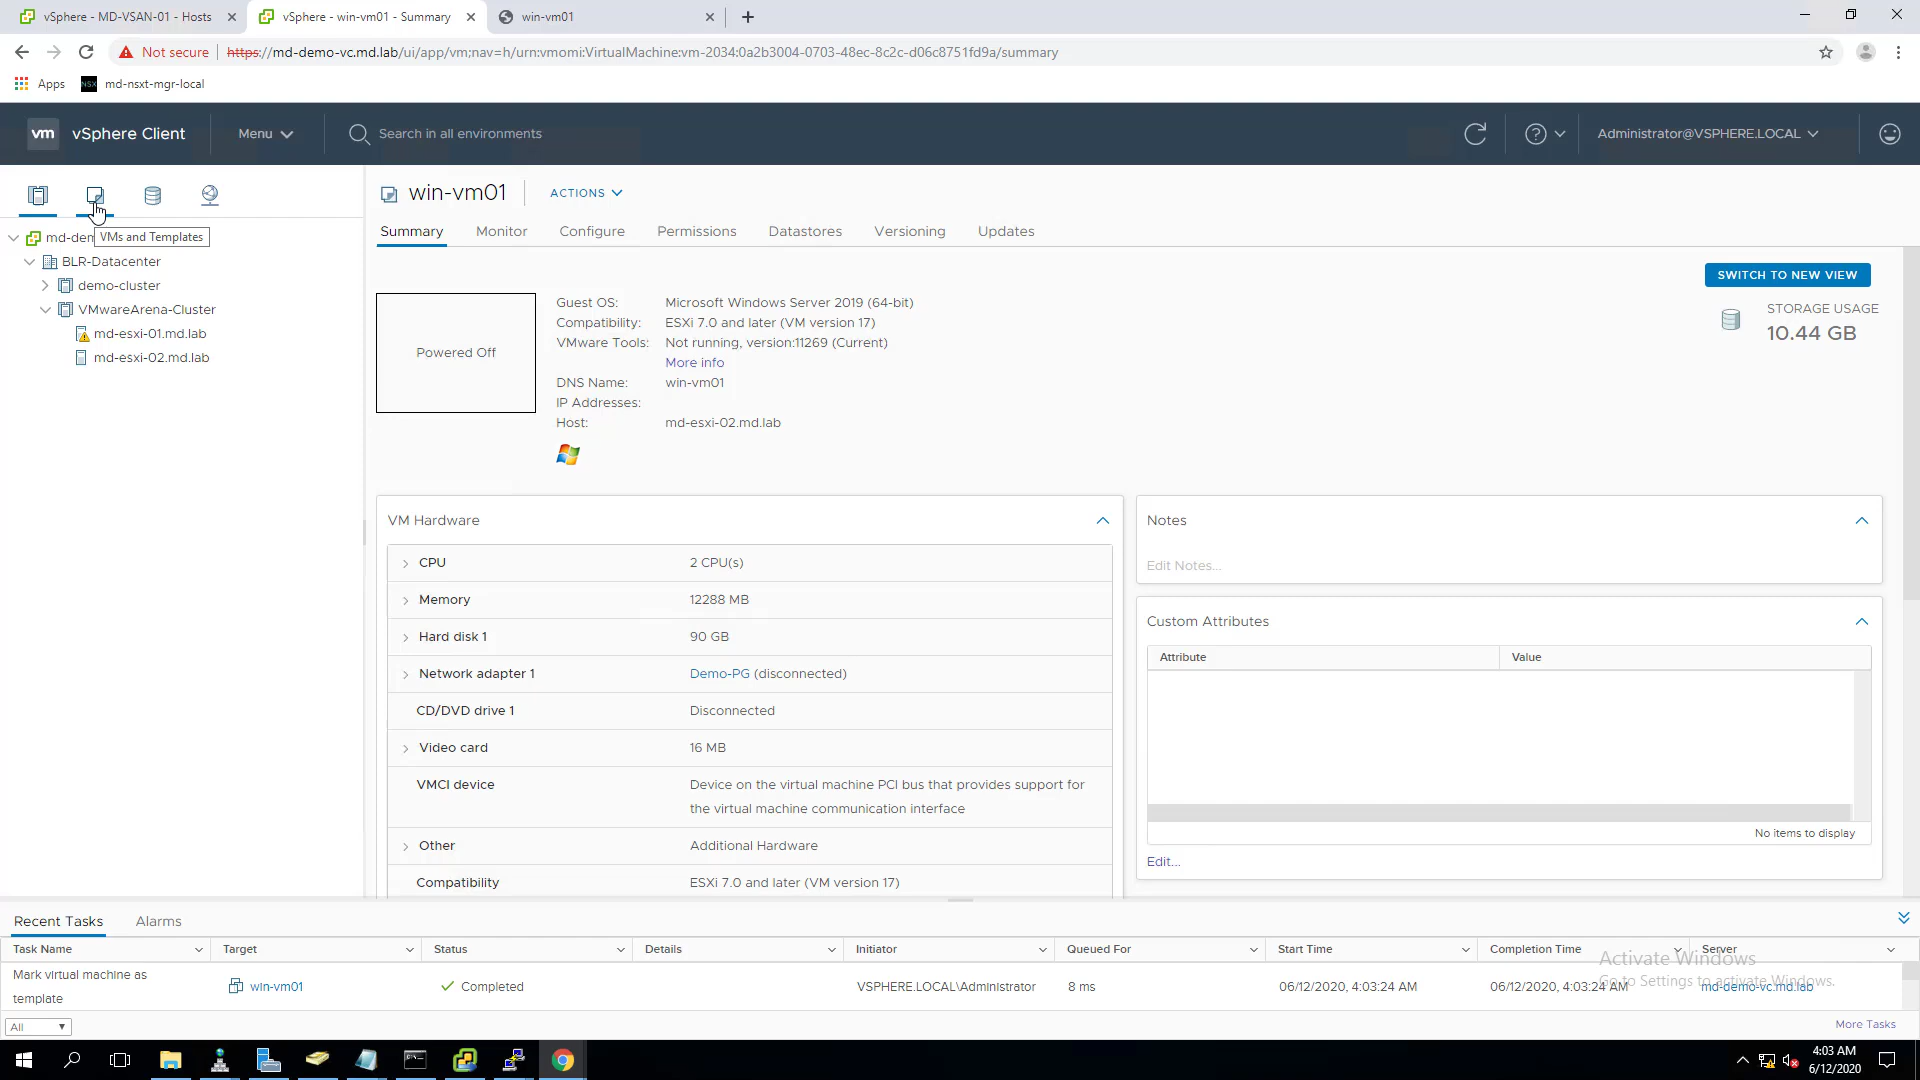 vSphere - MD-VSAN-01 - Hosts
vSphere - win-vm01 - Summary
win-vm01
Not secure
https://md-demo-vc.md.lab/ui/app/vm;nav=h/urn:vmomi:VirtualMachine:vm-2034:0a2b3004-0703-48ec-8c2c-d06c8751fd9a/summary
Apps
NSX
md-nsxt-mgr-local
vm
vSphere Client
Menu
Search in all environments
Administrator@VSPHERE.LOCAL
win-vm01
ACTIONS
md-dem
VMs and Templates
BLR-Datacenter
demo-cluster
VMwareArena-Cluster
md-esxi-01.md.lab
md-esxi-02.md.lab
Summary
Monitor
Configure
Permissions
Datastores
Versioning
Updates
SWITCH TO NEW VIEW
Powered Off
Guest OS: Microsoft Windows Server 2019 (64-bit)
Compatibility: ESXi 7.0 and later (VM version 17)
VMware Tools: Not running, version:11269 (Current)
More info
DNS Name: win-vm01
IP Addresses:
Host: md-esxi-02.md.lab
STORAGE USAGE
10.44 GB
VM Hardware
CPU 2 CPU(s)
Memory 12288 MB
Hard disk 1 90 GB
Network adapter 1 Demo-PG (disconnected)
CD/DVD drive 1 Disconnected
Video card 16 MB
VMCI device Device on the virtual machine PCI bus that provides support for
the virtual machine communication interface
Other Additional Hardware
Compatibility ESXi 7.0 and later (VM version 17)
Notes
Edit Notes...
Custom Attributes
Attribute Value
No items to display
Edit...
Recent Tasks
Alarms
Task Name Target Status Details Initiator Queued For Start Time Completion Time Server
Mark virtual machine as
template
win-vm01
Completed
VSPHERE.LOCAL\Administrator
8 ms
06/12/2020, 4:03:24 AM
06/12/2020, 4:03:24 AM
md-demo-vc.md.lab
Activate Windows
Go to Settings to activate Windows.
All
More Tasks
4:03 AM
6/12/2020